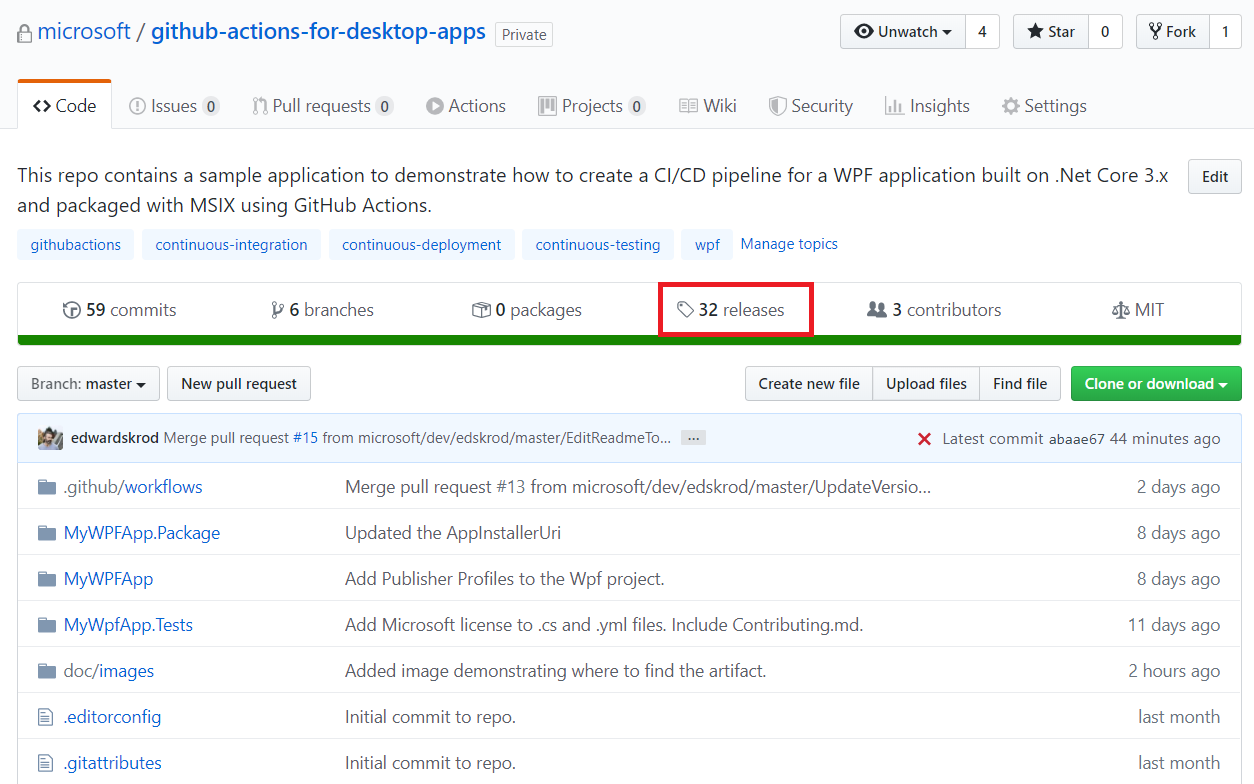 microsoft / github-actions-for-desktop-apps Private Unwatch 4 Star 0 Fork 1
Code Issues 0 Pull requests 0 Actions Projects 0 Wiki Security Insights Settings
This repo contains a sample application to demonstrate how to create a CI/CD pipeline for a WPF application built on .Net Core 3.x Edit
and packaged with MSIX using GitHub Actions.
githubactions continuous-integration continuous-deployment continuous-testing wpf Manage topics
59 commits 6 branches 0 packages 32 releases 3 contributors MIT
Branch: master New pull request Create new file Upload files Find file Clone or download
edwardskrod Merge pull request #15 from microsoft/dev/edskrod/master/EditReadmeTo... ... Latest commit abaae67 44 minutes ago
.github/workflows Merge pull request #13 from microsoft/dev/edskrod/master/UpdateVersio... 2 days ago
MyWPFApp.Package Updated the AppInstallerUri 8 days ago
MyWPFApp Add Publisher Profiles to the Wpf project. 8 days ago
MyWpfApp.Tests Add Microsoft license to .cs and .yml files. Include Contributing.md. 11 days ago
doc/images Added image demonstrating where to find the artifact. 2 hours ago
.editorconfig Initial commit to repo. last month
.gitattributes Initial commit to repo. last month